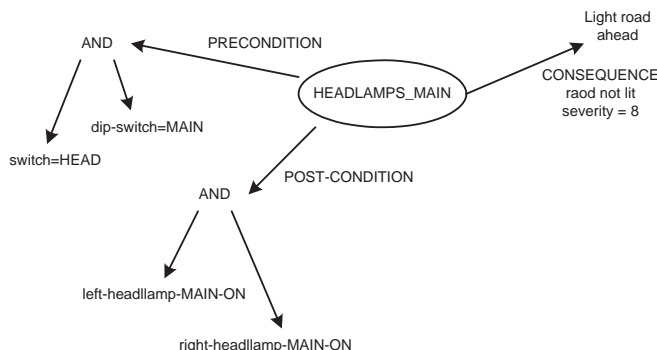 Light road
ahead
AND
PRECONDITION
CONSEQUENCE
raod not lit
severity = 8
HEADLAMPS_MAIN
dip-switch=MAIN
switch=HEAD
POST-CONDITION
AND
left-headllamp-MAIN-ON
right-headllamp-MAIN-ON